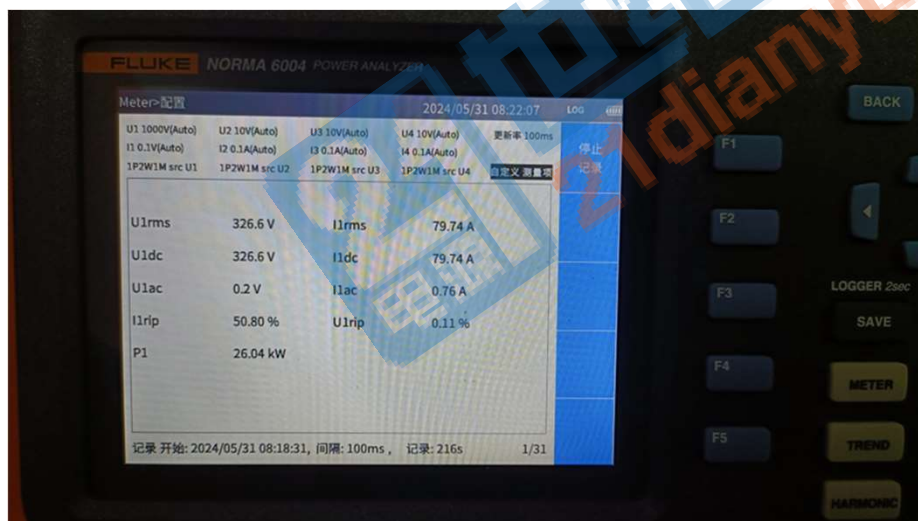 FLUKE NORMA 6004 POWER ANALYZER
Meter>配置 2024/05/31 08:22:07 LOG
U1 1000V(Auto) U2 10V(Auto) U3 10V(Auto) U4 10V(Auto) 更新率 100ms
I1 0.1V(Auto) I2 0.1A(Auto) I3 0.1A(Auto) I4 0.1A(Auto)
1P2W1M src U1 1P2W1M src U2 1P2W1M src U3 1P2W1M src U4 自定义 测量项
停止
记录
U1rms 326.6 V I1rms 79.74 A
U1dc 326.6 V I1dc 79.74 A
U1ac 0.2 V I1ac 0.76 A
I1rip 50.80 % U1rip 0.11 %
P1 26.04 kW
记录 开始: 2024/05/31 08:18:31, 间隔: 100ms , 记录: 216s 1/31
F1
F2
F3
F4
F5
BACK
LOGGER 2sec
SAVE
METER
TREND
HARMONIC
21dianyu